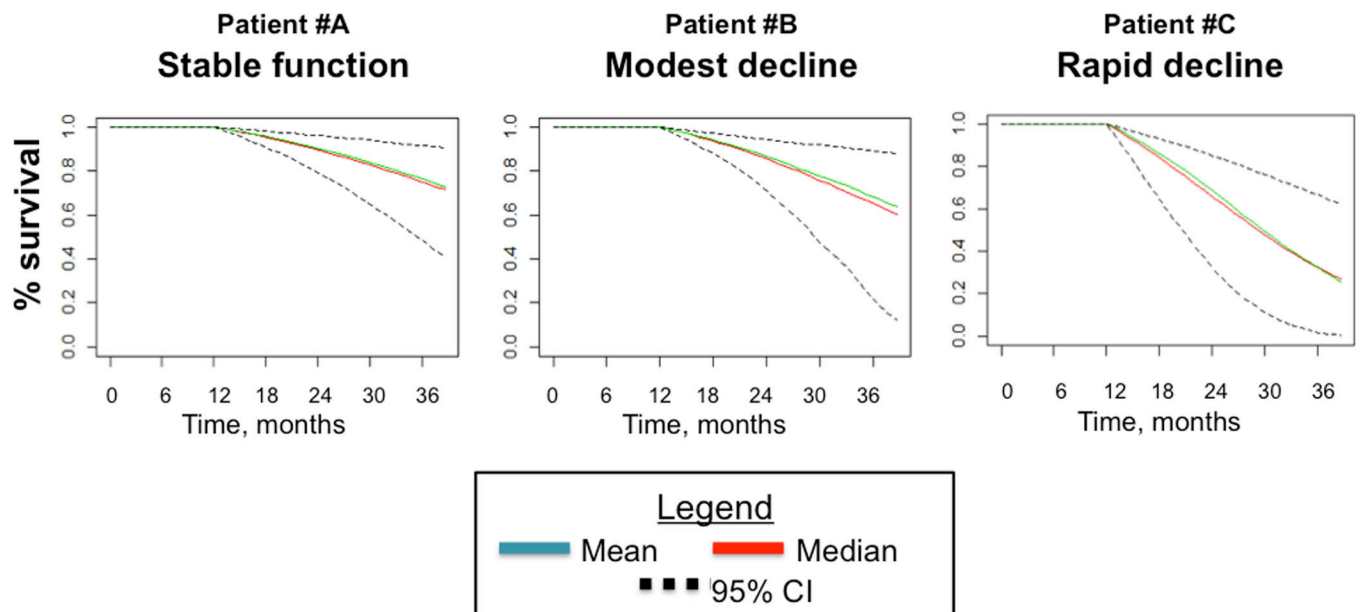 Patient #A
Stable function
Patient #B
Modest decline
Patient #C
Rapid decline
% survival
1.0
0.8
0.6
0.4
0.2
0.0
0 6 12 18 24 30 36
Time, months
1.0
0.8
0.6
0.4
0.2
0.0
0 6 12 18 24 30 36
Time, months
1.0
0.8
0.6
0.4
0.2
0.0
0 6 12 18 24 30 36
Time, months
Legend
Mean Median
95% CI